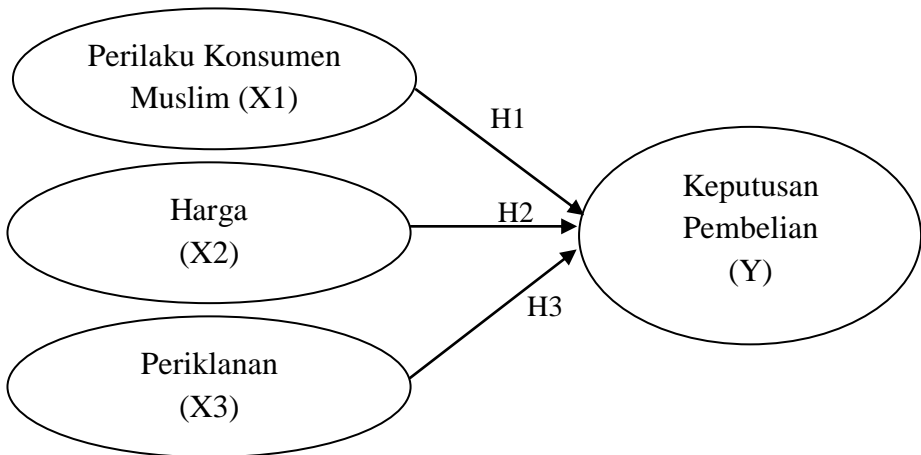 Perilaku Konsumen
Muslim (X1)
H1
Harga
(X2)
H2
Periklanan
(X3)
H3
Keputusan
Pembelian
(Y)